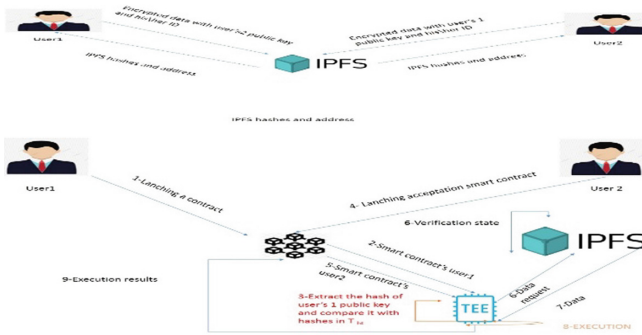 Encrypted data with user's2 public key
and his\her ID
Encrypted data with user's 1
public key and his\her ID
User1
User2
IPFS
IPFS hashes and address
IPFS hashes and address
IPFS hashes and address
User1
User 2
1-Lanching a contract
4- Lanching acceptation smart contract
6-Verification state
IPFS
2-Smart contract's user1
5-Smart contract's
user2
9-Execution results
3-Extract the hash of
user's 1 public key
and compare it with
hashes in T
TEE
6-Data
request
7-Data
8-EXECUTION